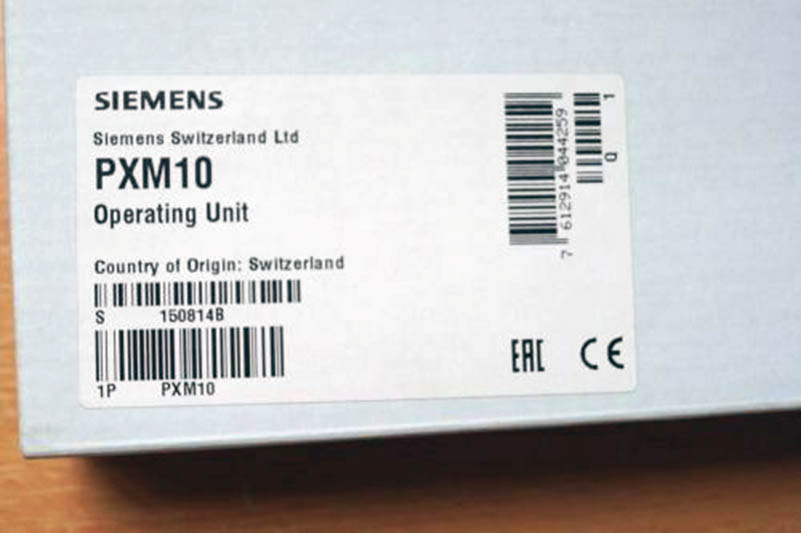 SIEMENS
Siemens Switzerland Ltd
PXM10
Operating Unit
Country of Origin: Switzerland
S 150814B
1P PXM10
7 612914 044259
Q 1
EAC CE